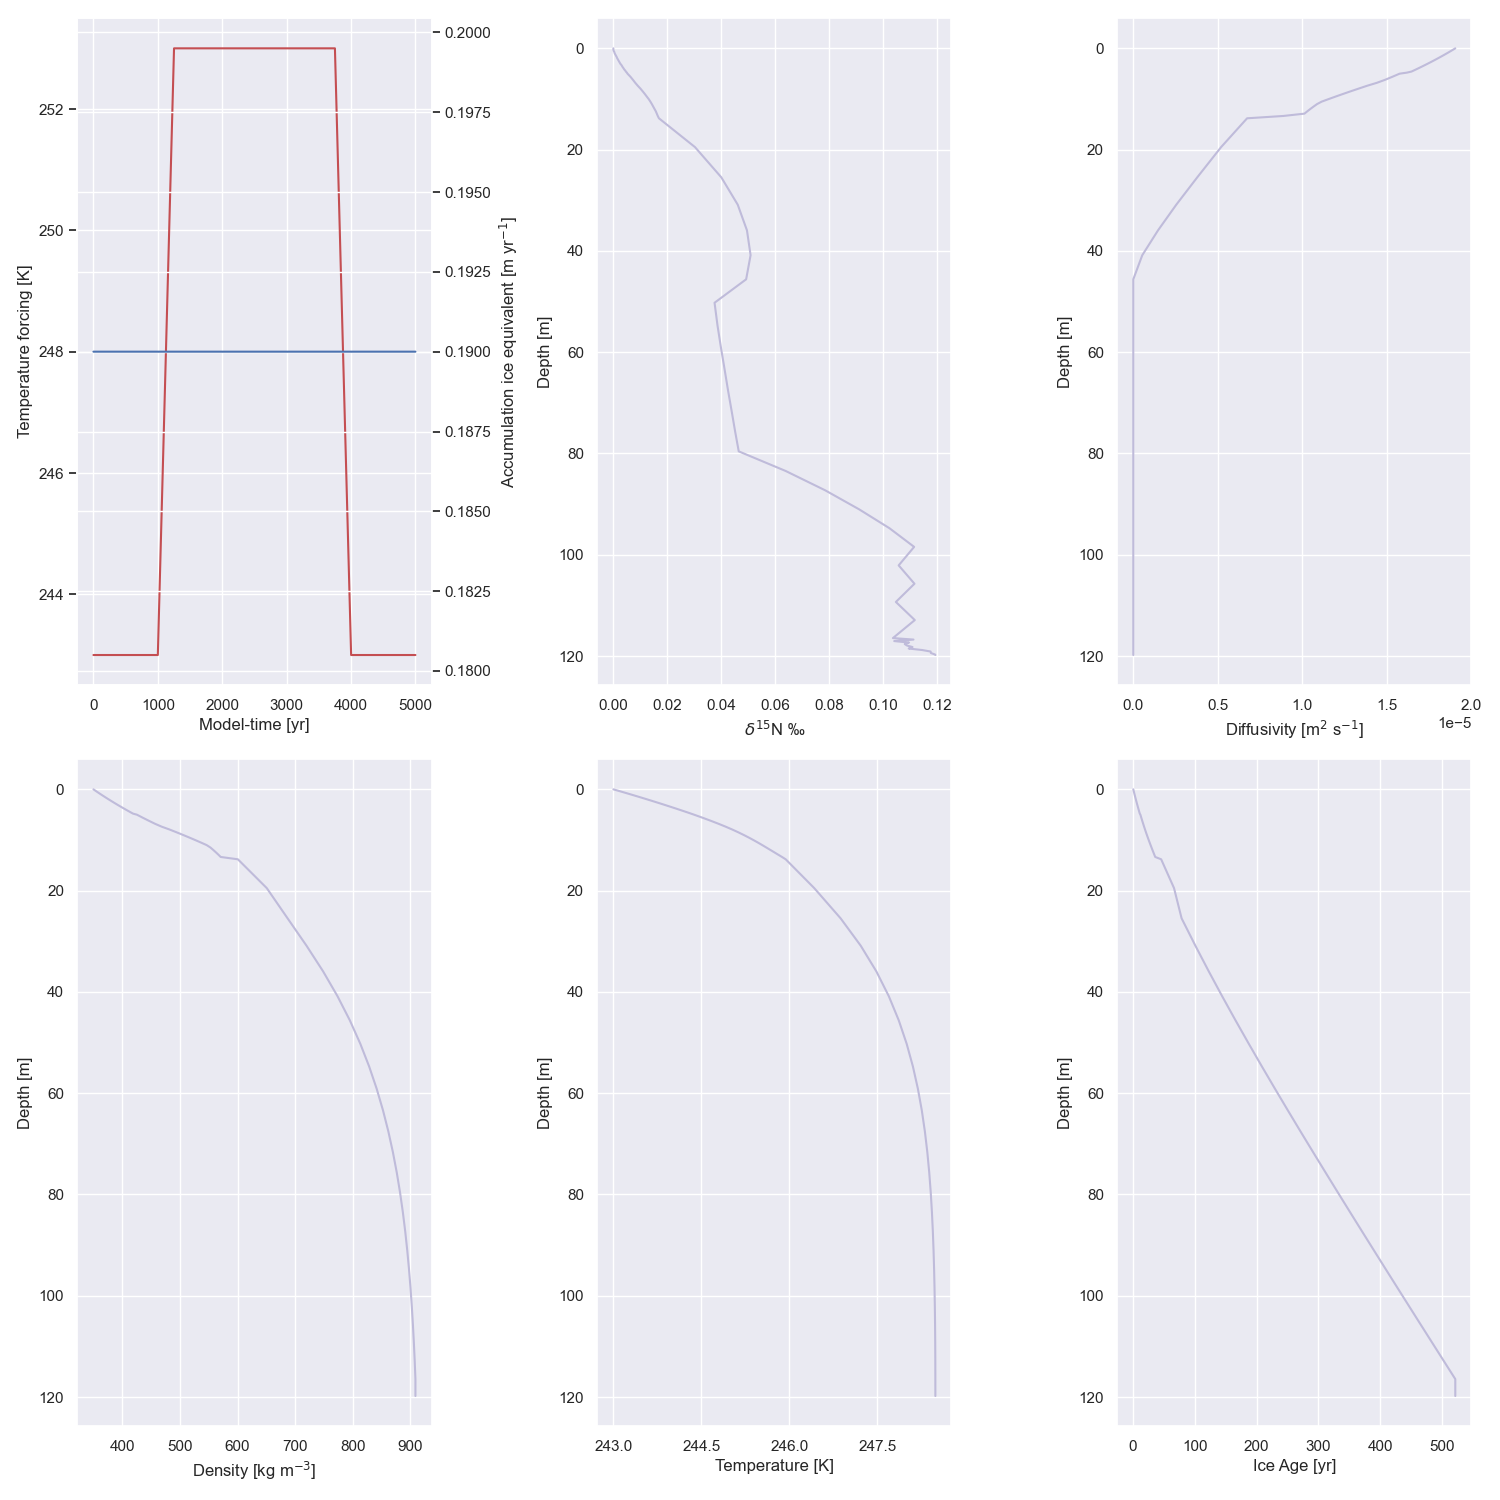 Temperature forcing [K]
252
250
248
246
244
0 1000 2000 3000 4000 5000
Model-time [yr]
0.2000
0.1975
0.1950
0.1925
0.1900
0.1875
0.1850
0.1825
0.1800
Accumulation ice equivalent [m yr⁻¹]
Depth [m]
0
20
40
60
80
100
120
0.00 0.02 0.04 0.06 0.08 0.10 0.12
δ¹⁵N ‰
Depth [m]
0
20
40
60
80
100
120
0.0 0.5 1.0 1.5 2.0
1e−5
Diffusivity [m² s⁻¹]
Depth [m]
0
20
40
60
80
100
120
400 500 600 700 800 900
Density [kg m⁻³]
Depth [m]
0
20
40
60
80
100
120
243.0 244.5 246.0 247.5
Temperature [K]
Depth [m]
0
20
40
60
80
100
120
0 100 200 300 400 500
Ice Age [yr]